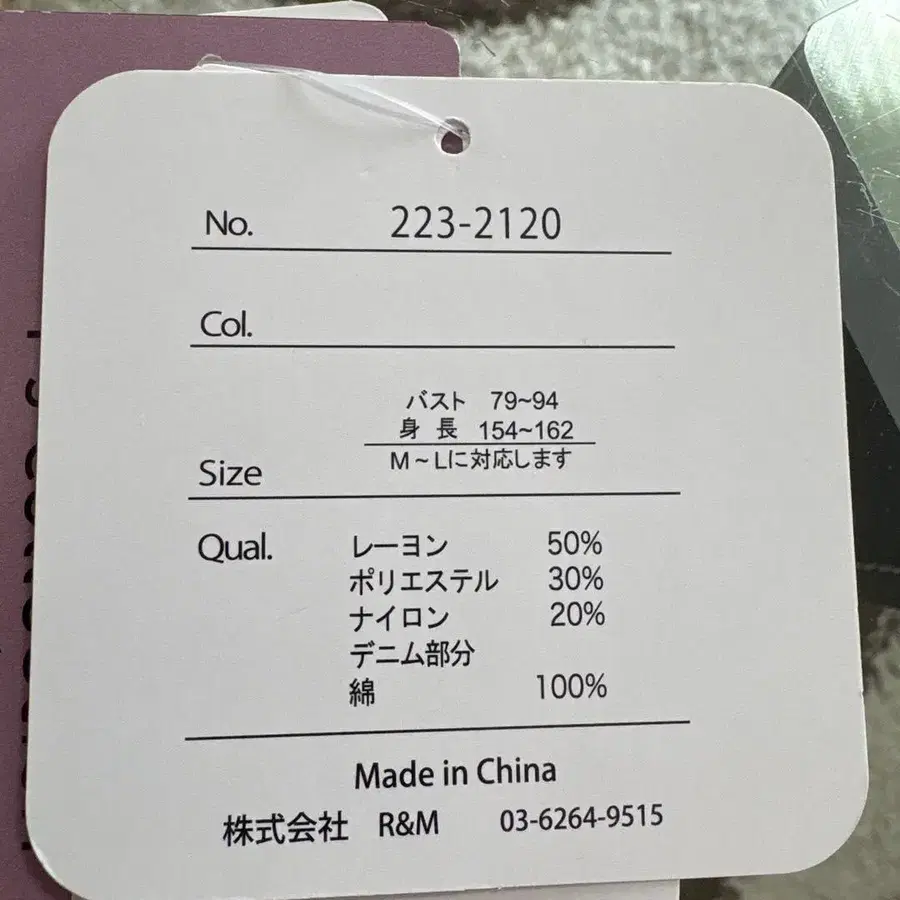 No. 223-2120
Col.
バスト 79~94
身 長 154~162
M~Lに対応します
Size
Qual. レーヨン 50%
ポリエステル 30%
ナイロン 20%
デニム部分
綿 100%
Made in China
株式会社 R&M 03-6264-9515